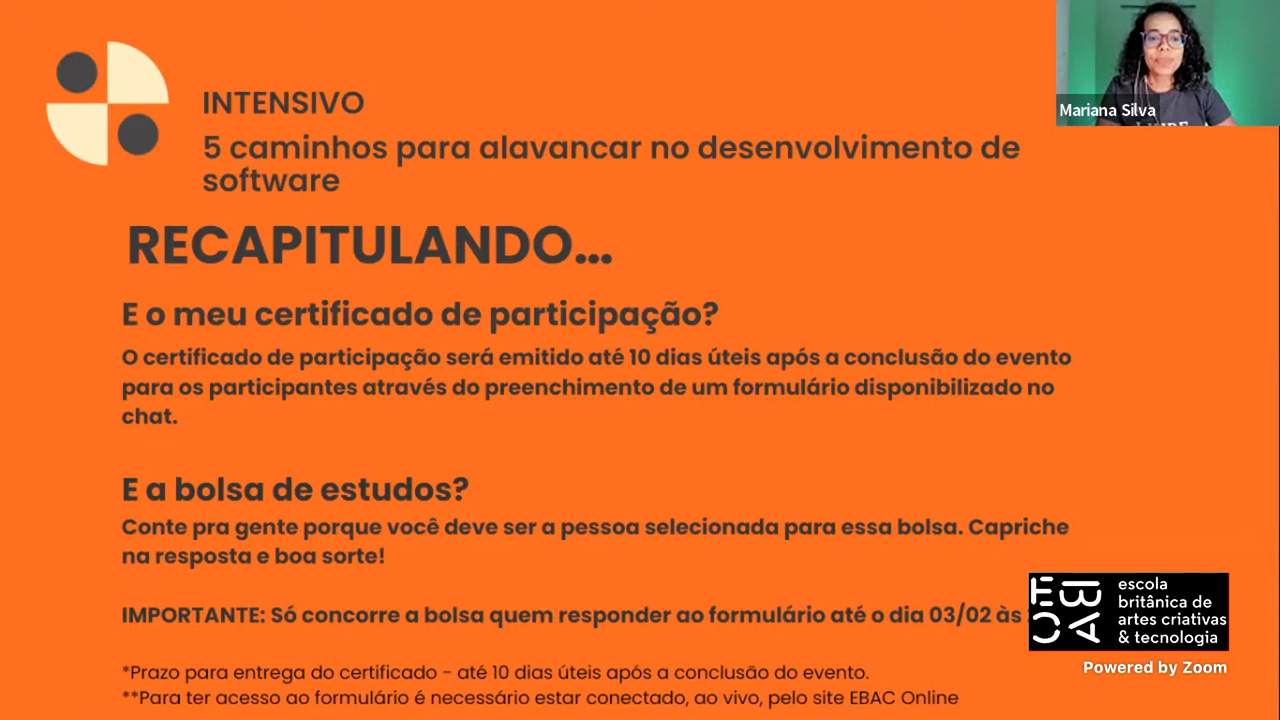 INTENSIVO
5 caminhos para alavancar no desenvolvimento de
software
Mariana Silva
RECAPITULANDO...
E o meu certificado de participação?
O certificado de participação será emitido até 10 dias úteis após a conclusão do evento
para os participantes através do preenchimento de um formulário disponibilizado no
chat.
E a bolsa de estudos?
Conte pra gente porque você deve ser a pessoa selecionada para essa bolsa. Capriche
na resposta e boa sorte!
IMPORTANTE: Só concorre a bolsa quem responder ao formulário até o dia 03/02 às
EBAC
escola
britânica de
artes criativas
& tecnologia
Powered by Zoom
*Prazo para entrega do certificado - até 10 dias úteis após a conclusão do evento.
**Para ter acesso ao formulário é necessário estar conectado, ao vivo, pelo site EBAC Online